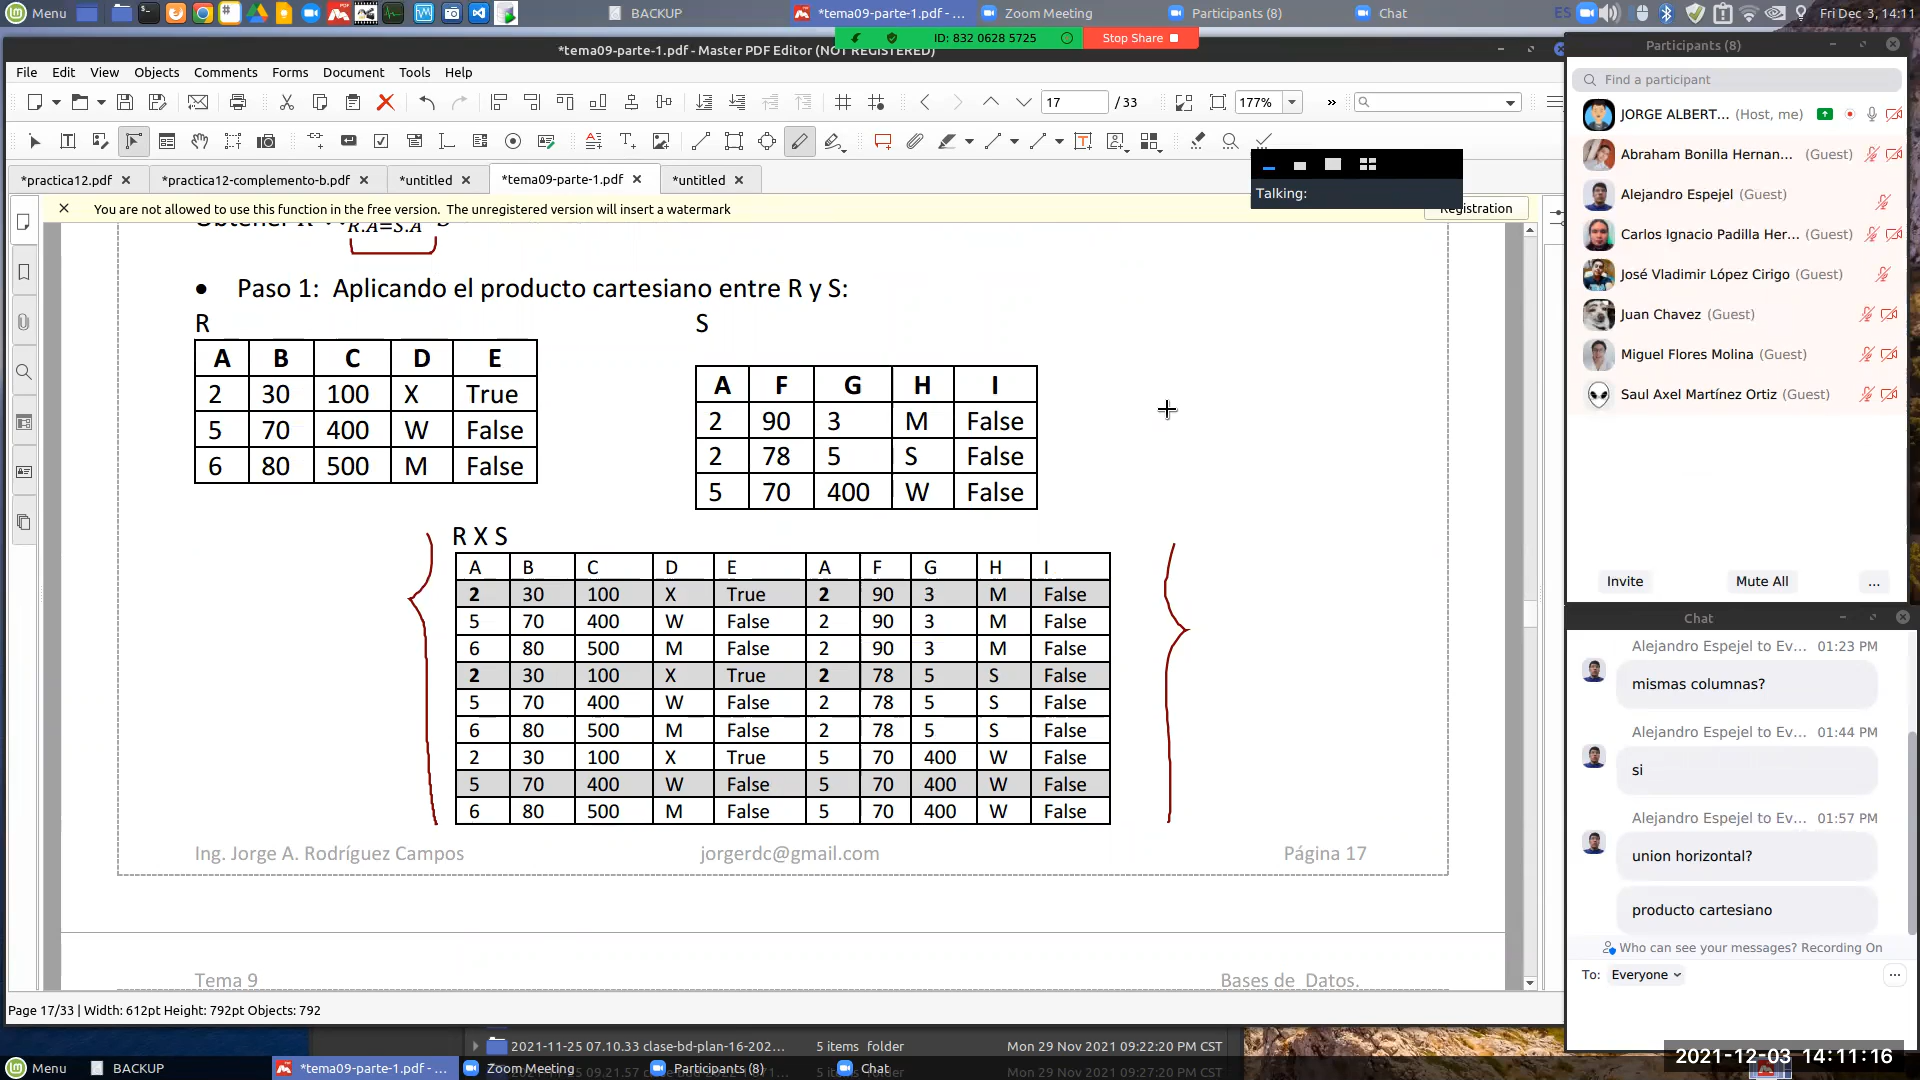 Menu
BACKUP
*tema09-parte-1.pdf - ...
Zoom Meeting
Participants (8)
Chat
ES
Fri Dec 3, 14:11
*tema09-parte-1.pdf - Master PDF Editor (NOT REGISTERED)
ID: 832 0628 5725
Stop Share
File Edit View Objects Comments Forms Document Tools Help
17 / 33
177%
*practica12.pdf
*practica12-complemento-b.pdf
*untitled
*tema09-parte-1.pdf
*untitled
Talking:
You are not allowed to use this function in the free version. The unregistered version will insert a watermark
Registration
R.A=S.A
• Paso 1: Aplicando el producto cartesiano entre R y S:
R
A B C D E
2 30 100 X True
5 70 400 W False
6 80 500 M False
S
A F G H I
2 90 3 M False
2 78 5 S False
5 70 400 W False
R X S
A B C D E A F G H I
2 30 100 X True 2 90 3 M False
5 70 400 W False 2 90 3 M False
6 80 500 M False 2 90 3 M False
2 30 100 X True 2 78 5 S False
5 70 400 W False 2 78 5 S False
6 80 500 M False 2 78 5 S False
2 30 100 X True 5 70 400 W False
5 70 400 W False 5 70 400 W False
6 80 500 M False 5 70 400 W False
Ing. Jorge A. Rodríguez Campos jorgerdc@gmail.com Página 17
Tema 9 Bases de Datos.
Page 17/33 | Width: 612pt Height: 792pt Objects: 792
Participants (8)
Find a participant
JORGE ALBERT... (Host, me)
Abraham Bonilla Hernan... (Guest)
Alejandro Espejel (Guest)
Carlos Ignacio Padilla Her... (Guest)
José Vladimir López Cirigo (Guest)
Juan Chavez (Guest)
Miguel Flores Molina (Guest)
Saul Axel Martínez Ortiz (Guest)
Invite
Mute All
...
Chat
Alejandro Espejel to Ev... 01:23 PM
mismas columnas?
Alejandro Espejel to Ev... 01:44 PM
si
Alejandro Espejel to Ev... 01:57 PM
union horizontal?
producto cartesiano
Who can see your messages? Recording On
To: Everyone
...
2021-11-25 07.10.33 clase-bd-plan-16-202... 5 items folder Mon 29 Nov 2021 09:22:20 PM CST
Menu
BACKUP
*tema09-parte-1.pdf - ...
Zoom Meeting
Participants (8)
Chat
2021-12-03 14:11:16